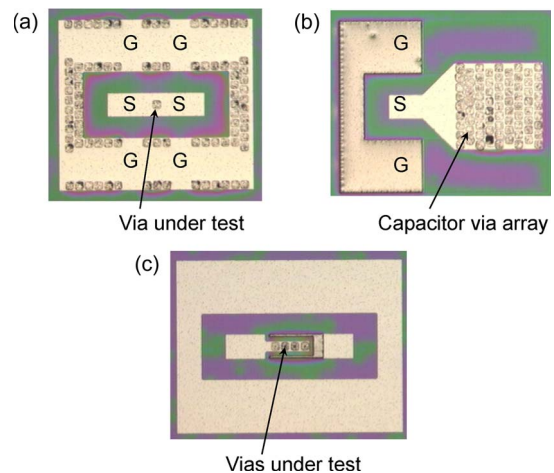 (a)
G G
S S
G G
Via under test
(b)
G
S
G
Capacitor via array
(c)
Vias under test